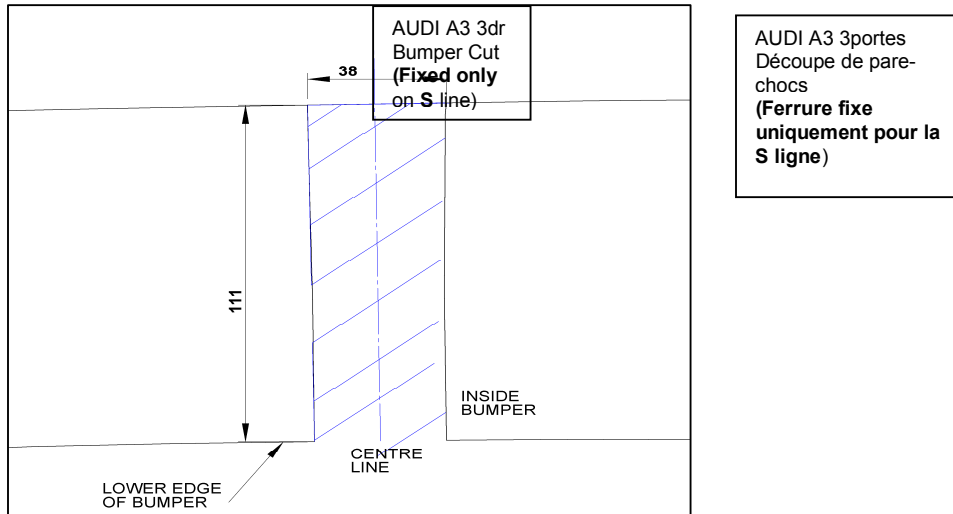 AUDI A3 3dr
Bumper Cut
(Fixed only
on S line)
38
111
INSIDE
BUMPER
CENTRE
LINE
LOWER EDGE
OF BUMPER
AUDI A3 3portes
Découpe de pare-
chocs
(Ferrure fixe
uniquement pour la
S ligne)